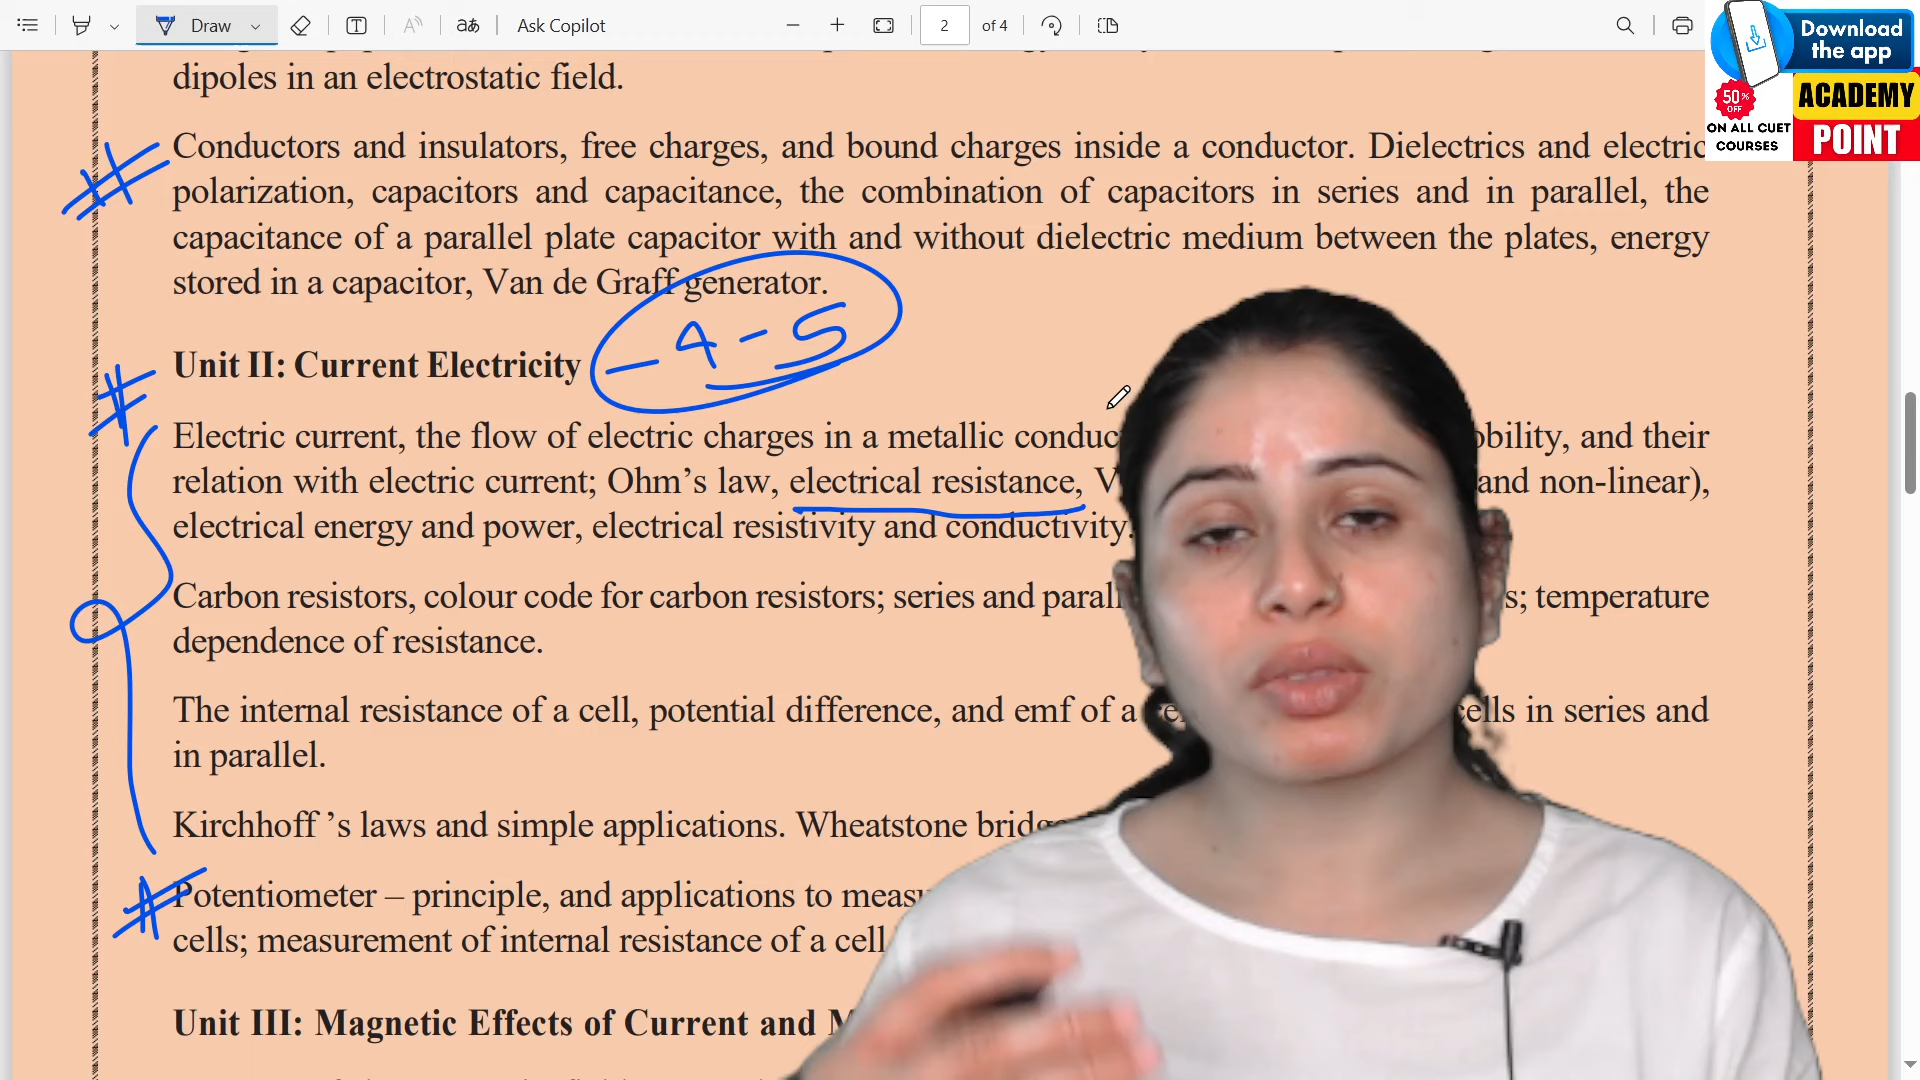 Draw
Ask Copilot
2 of 4
Download
the app
50%
OFF
ON ALL CUET
COURSES
ACADEMY
POINT
dipoles in an electrostatic field.
Conductors and insulators, free charges, and bound charges inside a conductor. Dielectrics and electric
polarization, capacitors and capacitance, the combination of capacitors in series and in parallel, the
capacitance of a parallel plate capacitor with and without dielectric medium between the plates, energy
stored in a capacitor, Van de Graff generator.
Unit II: Current Electricity
– 4 - 5
Electric current, the flow of electric charges in a metallic and their
relation with electric current; Ohm’s law, electrical resistance, and non-linear),
electrical energy and power, electrical resistivity and conductivity.
Carbon resistors, colour code for carbon resistors; series and temperature
dependence of resistance.
The internal resistance of a cell, potential difference, and emf of a cells in series and
in parallel.
Kirchhoff ’s laws and simple applications. Wheatstone
Potentiometer – principle, and applications to
cells; measurement of internal resistance of a cell
Unit III: Magnetic Effects of Current and